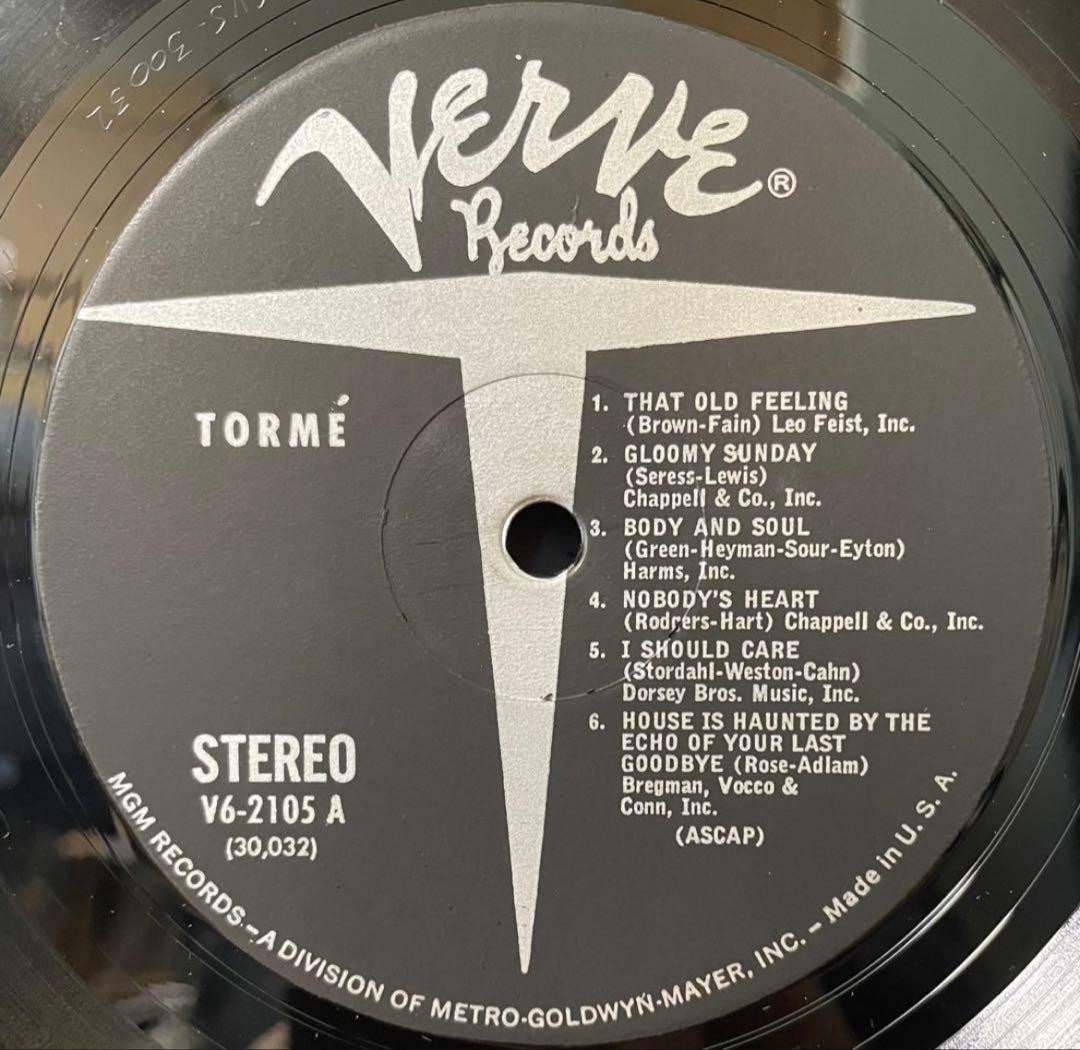 VS-30032
Verve®
Records
TORMÉ
1. THAT OLD FEELING
(Brown-Fain) Leo Feist, Inc.
2. GLOOMY SUNDAY
(Seress-Lewis)
Chappell & Co., Inc.
3. BODY AND SOUL
(Green-Heyman-Sour-Eyton)
Harms, Inc.
4. NOBODY'S HEART
(Rodgers-Hart) Chappell & Co., Inc.
5. I SHOULD CARE
(Stordahl-Weston-Cahn)
Dorsey Bros. Music, Inc.
6. HOUSE IS HAUNTED BY THE
ECHO OF YOUR LAST
GOODBYE (Rose-Adlam)
Bregman, Vocco &
Conn, Inc.
(ASCAP)
STEREO
V6-2105 A
(30,032)
MGM RECORDS – A DIVISION OF METRO-GOLDWYN-MAYER, INC. – Made in U. S. A.